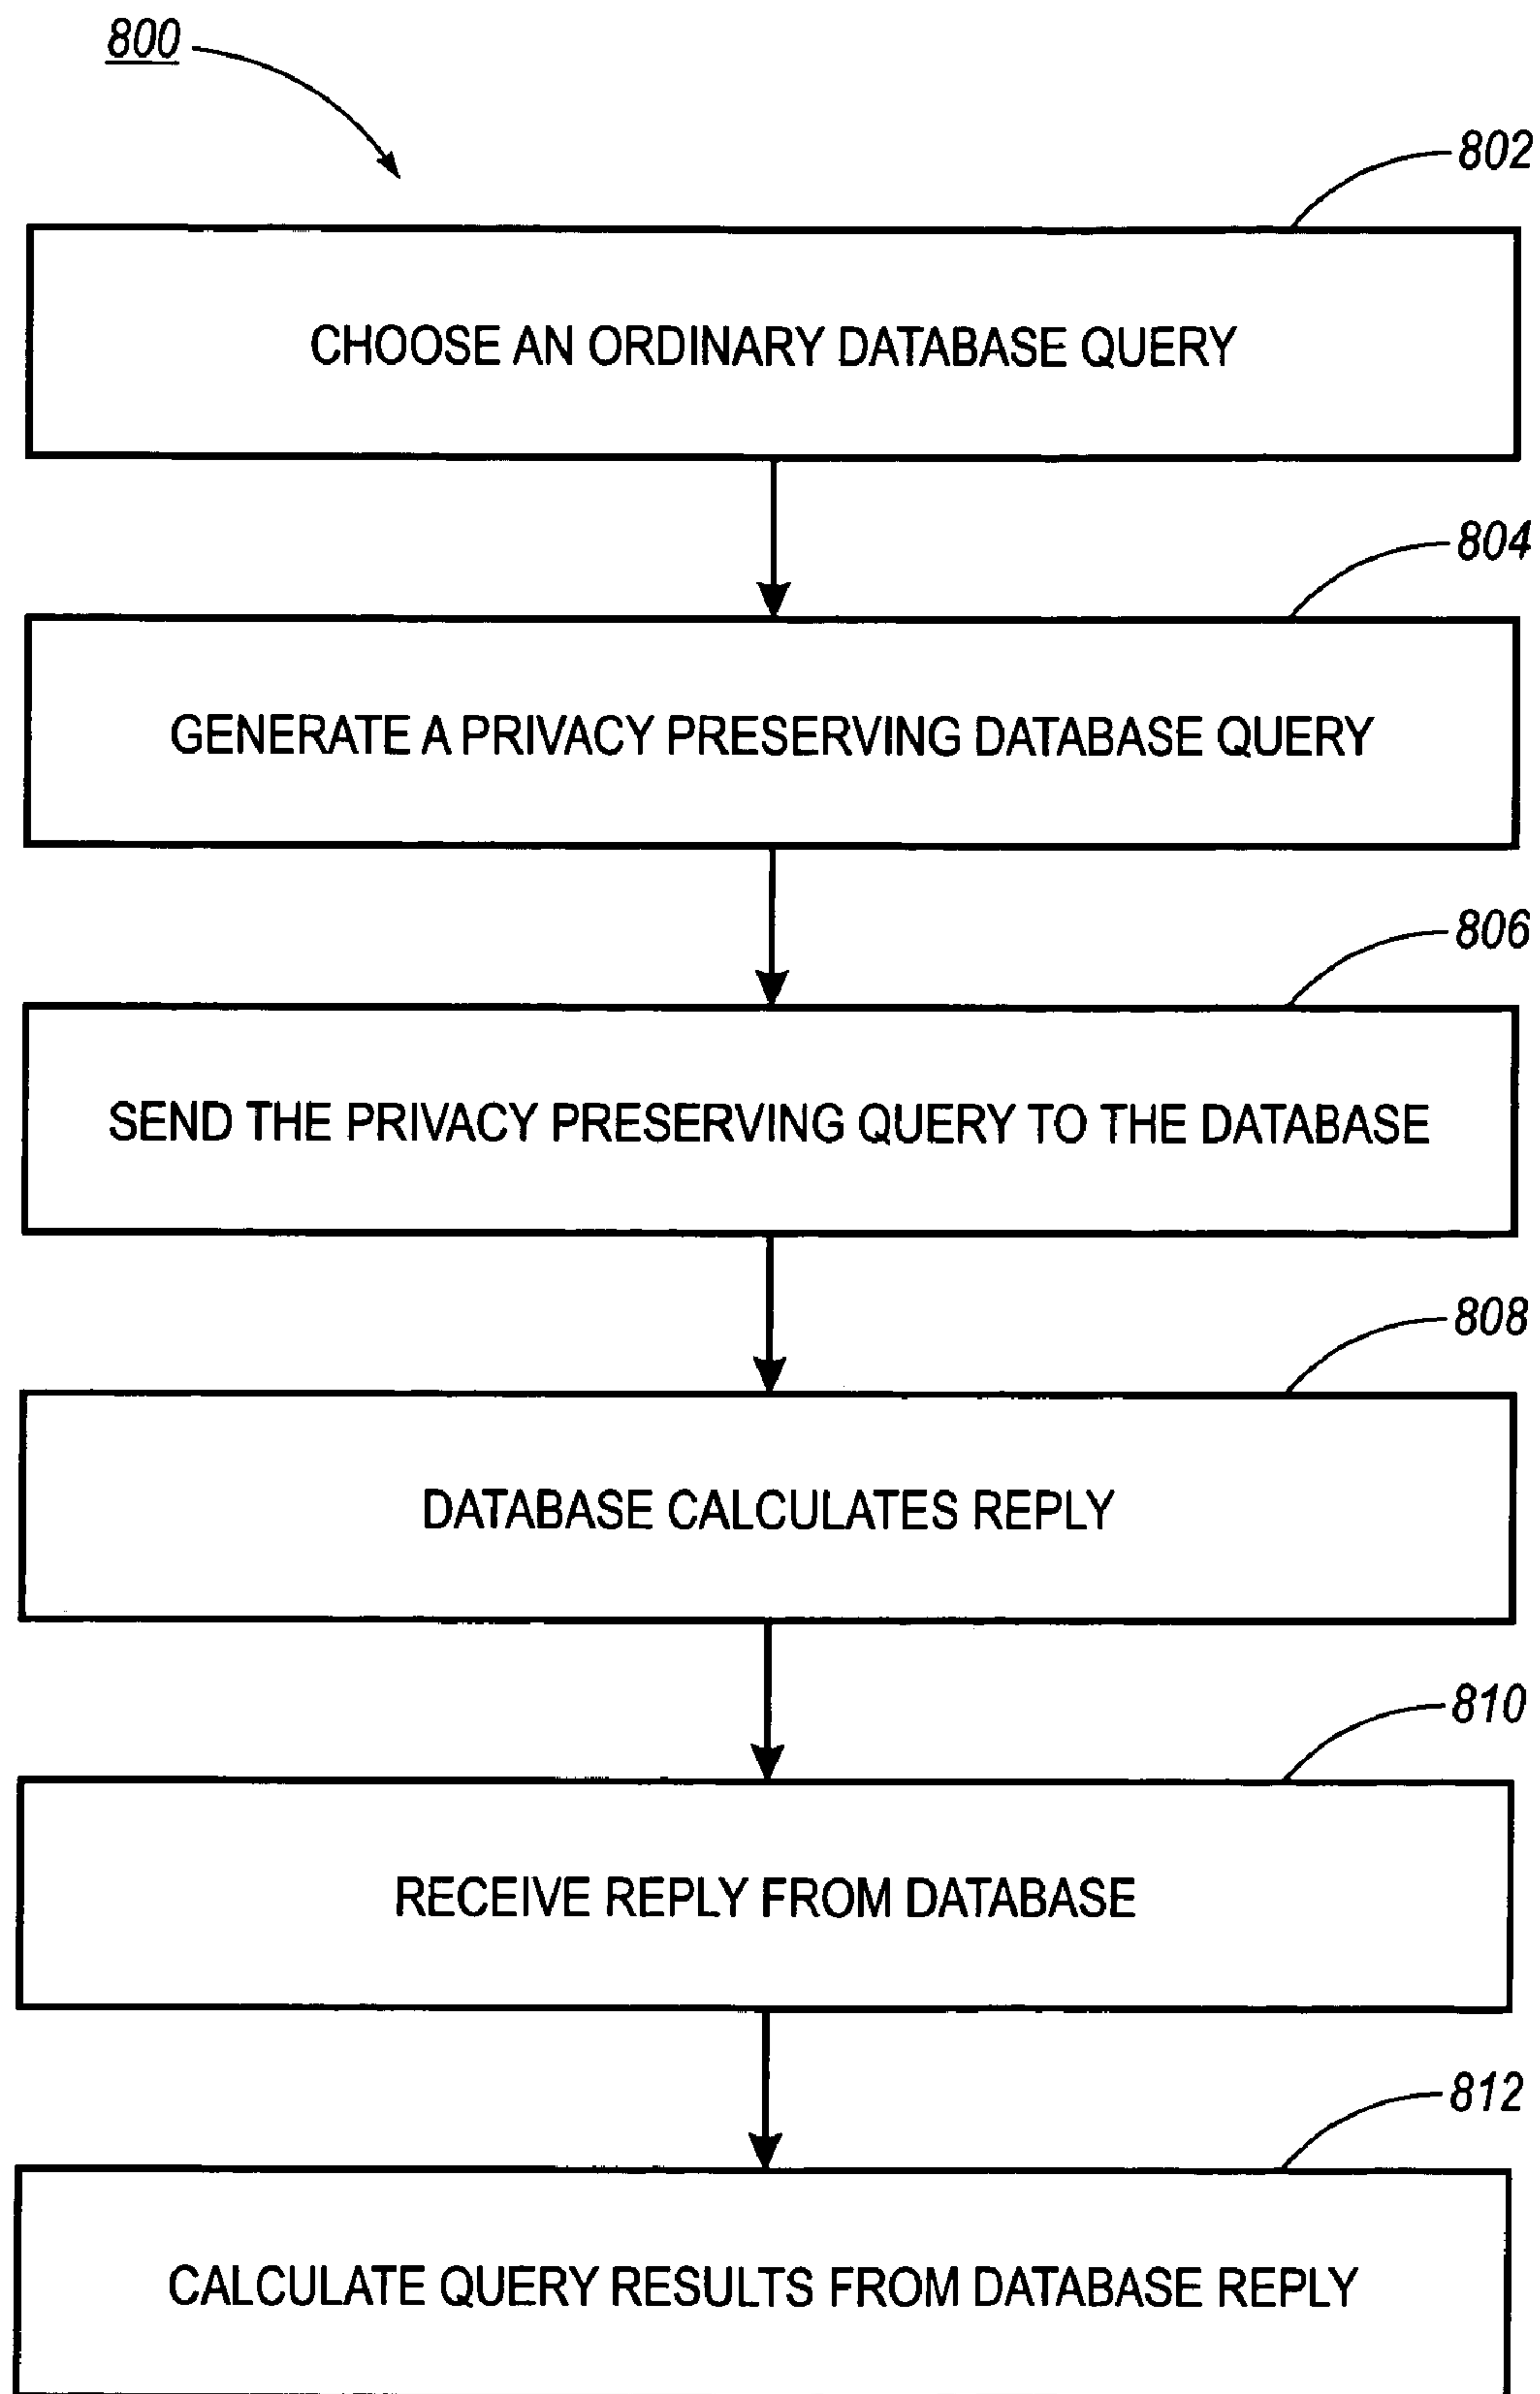 800
802
CHOOSE AN ORDINARY DATABASE QUERY
804
GENERATE A PRIVACY PRESERVING DATABASE QUERY
806
SEND THE PRIVACY PRESERVING QUERY TO THE DATABASE
808
DATABASE CALCULATES REPLY
810
RECEIVE REPLY FROM DATABASE
812
CALCULATE QUERY RESULTS FROM DATABASE REPLY